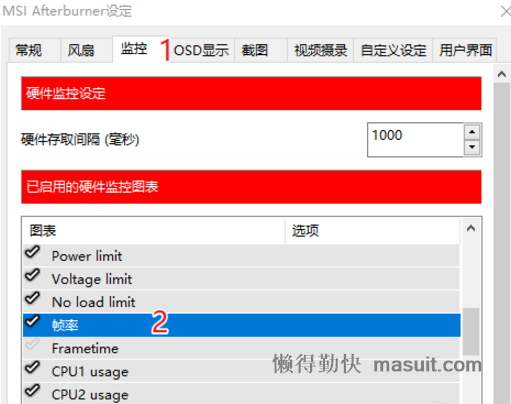 MSI Afterburner设定
常规 风扇 监控 1 OSD显示 截图 视频摄录 自定义设定 用户界面
硬件监控设定
硬件存取间隔 (毫秒) 1000
已启用的硬件监控图表
图表 选项
Power limit
Voltage limit
No load limit
帧率 2
Frametime
CPU1 usage
CPU2 usage
懒得勤快 masuit.com